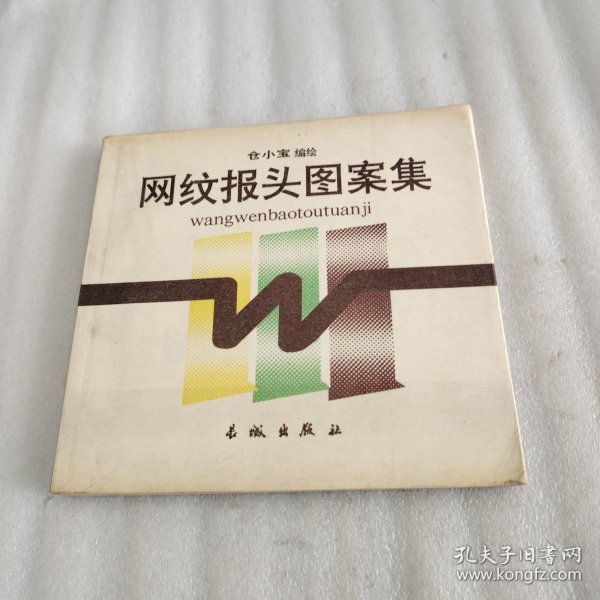 仓小宝 编绘
网纹报头图案集
wangwenbaotoutuanji
长城出版社
孔夫子旧书网
www.kongfz.com